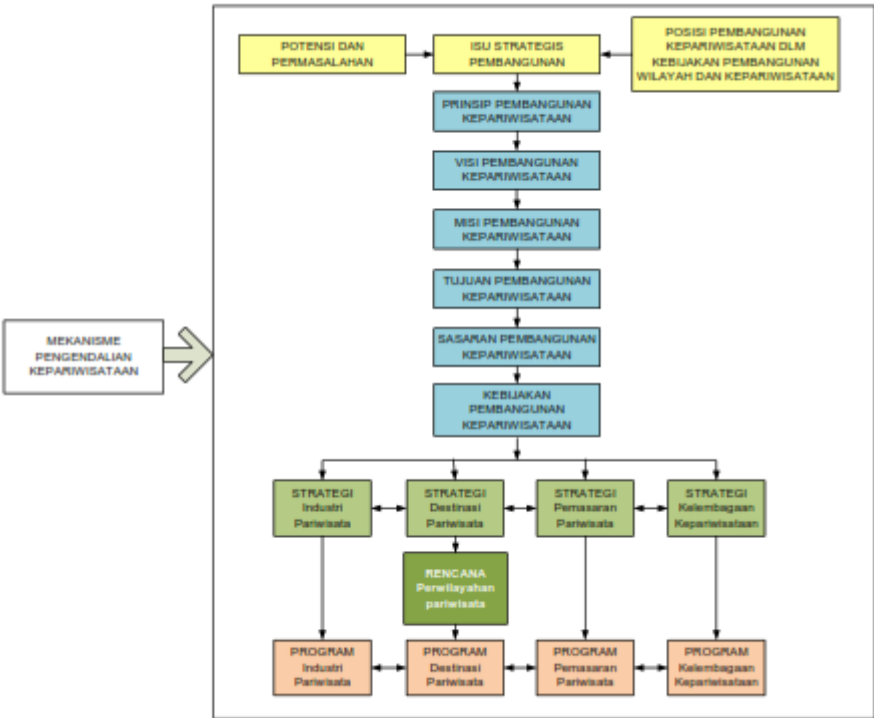 POTENSI DAN
PERMASALAHAN
ISU STRATEGIS
PEMBANGUNAN
POSISI PEMBANGUNAN
KEPARIWISATAAN DLM
KEBIJAKAN PEMBANGUNAN
WILAYAH DAN KEPARIWISATAAN
PRINSIP PEMBANGUNAN
KEPARIWISATAAN
VISI PEMBANGUNAN
KEPARIWISATAAN
MISI PEMBANGUNAN
KEPARIWISATAAN
TUJUAN PEMBANGUNAN
KEPARIWISATAAN
SASARAN PEMBANGUNAN
KEPARIWISATAAN
MEKANISME
PENGENDALIAN
KEPARIWISATAAN
KEBIJAKAN
PEMBANGUNAN
KEPARIWISATAAN
STRATEGI
Industri
Pariwisata
STRATEGI
Destinasi
Pariwisata
STRATEGI
Pemasaran
Pariwisata
STRATEGI
Kelembagaan
Kepariwisataan
RENCANA
Perwilayahan
pariwisata
PROGRAM
Industri
Pariwisata
PROGRAM
Destinasi
Pariwisata
PROGRAM
Pemasaran
Pariwisata
PROGRAM
Kelembagaan
Kepariwisataan